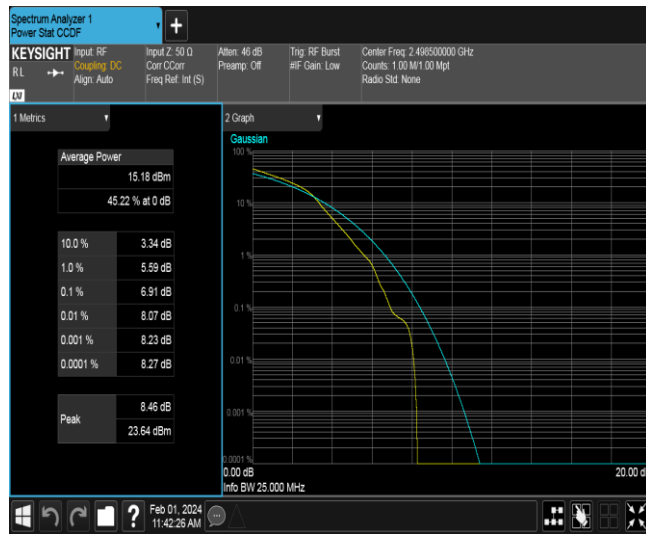 Spectrum Analyzer 1
Power Stat CCDF
+
KEYSIGHT
RL
LXI
Input: RF
Coupling: DC
Align: Auto
Input Z: 50 Ω
Corr CCorr
Freq Ref: Int (S)
Atten: 46 dB
Preamp: Off
Trig: RF Burst
#IF Gain: Low
Center Freq: 2.498500000 GHz
Counts: 1.00 M/1.00 Mpt
Radio Std: None
1 Metrics
Average Power
15.18 dBm
45.22 % at 0 dB
10.0 % 3.34 dB
1.0 % 5.59 dB
0.1 % 6.91 dB
0.01 % 8.07 dB
0.001 % 8.23 dB
0.0001 % 8.27 dB
Peak
8.46 dB
23.64 dBm
2 Graph
Gaussian
100 %
10 %
1 %
0.1 %
0.01 %
0.001 %
0.0001 %
0.00 dB
20.00 d
Info BW 25.000 MHz
?
Feb 01, 2024
11:42:26 AM